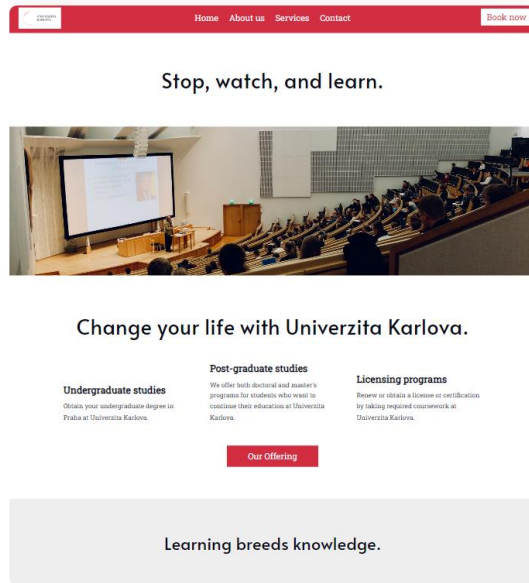 UNIVERZITA
KARLOVA
Home About us Services Contact
Book now
Stop, watch, and learn.
Change your life with Univerzita Karlova.
Undergraduate studies
Obtain your undergraduate degree in
Praha at Univerzita Karlova.
Post-graduate studies
We offer both doctoral and master's
programs for students who want to
continue their education at Univerzita
Karlova.
Licensing programs
Renew or obtain a license or certification
by taking required coursework at
Univerzita Karlova.
Our Offering
Learning breeds knowledge.